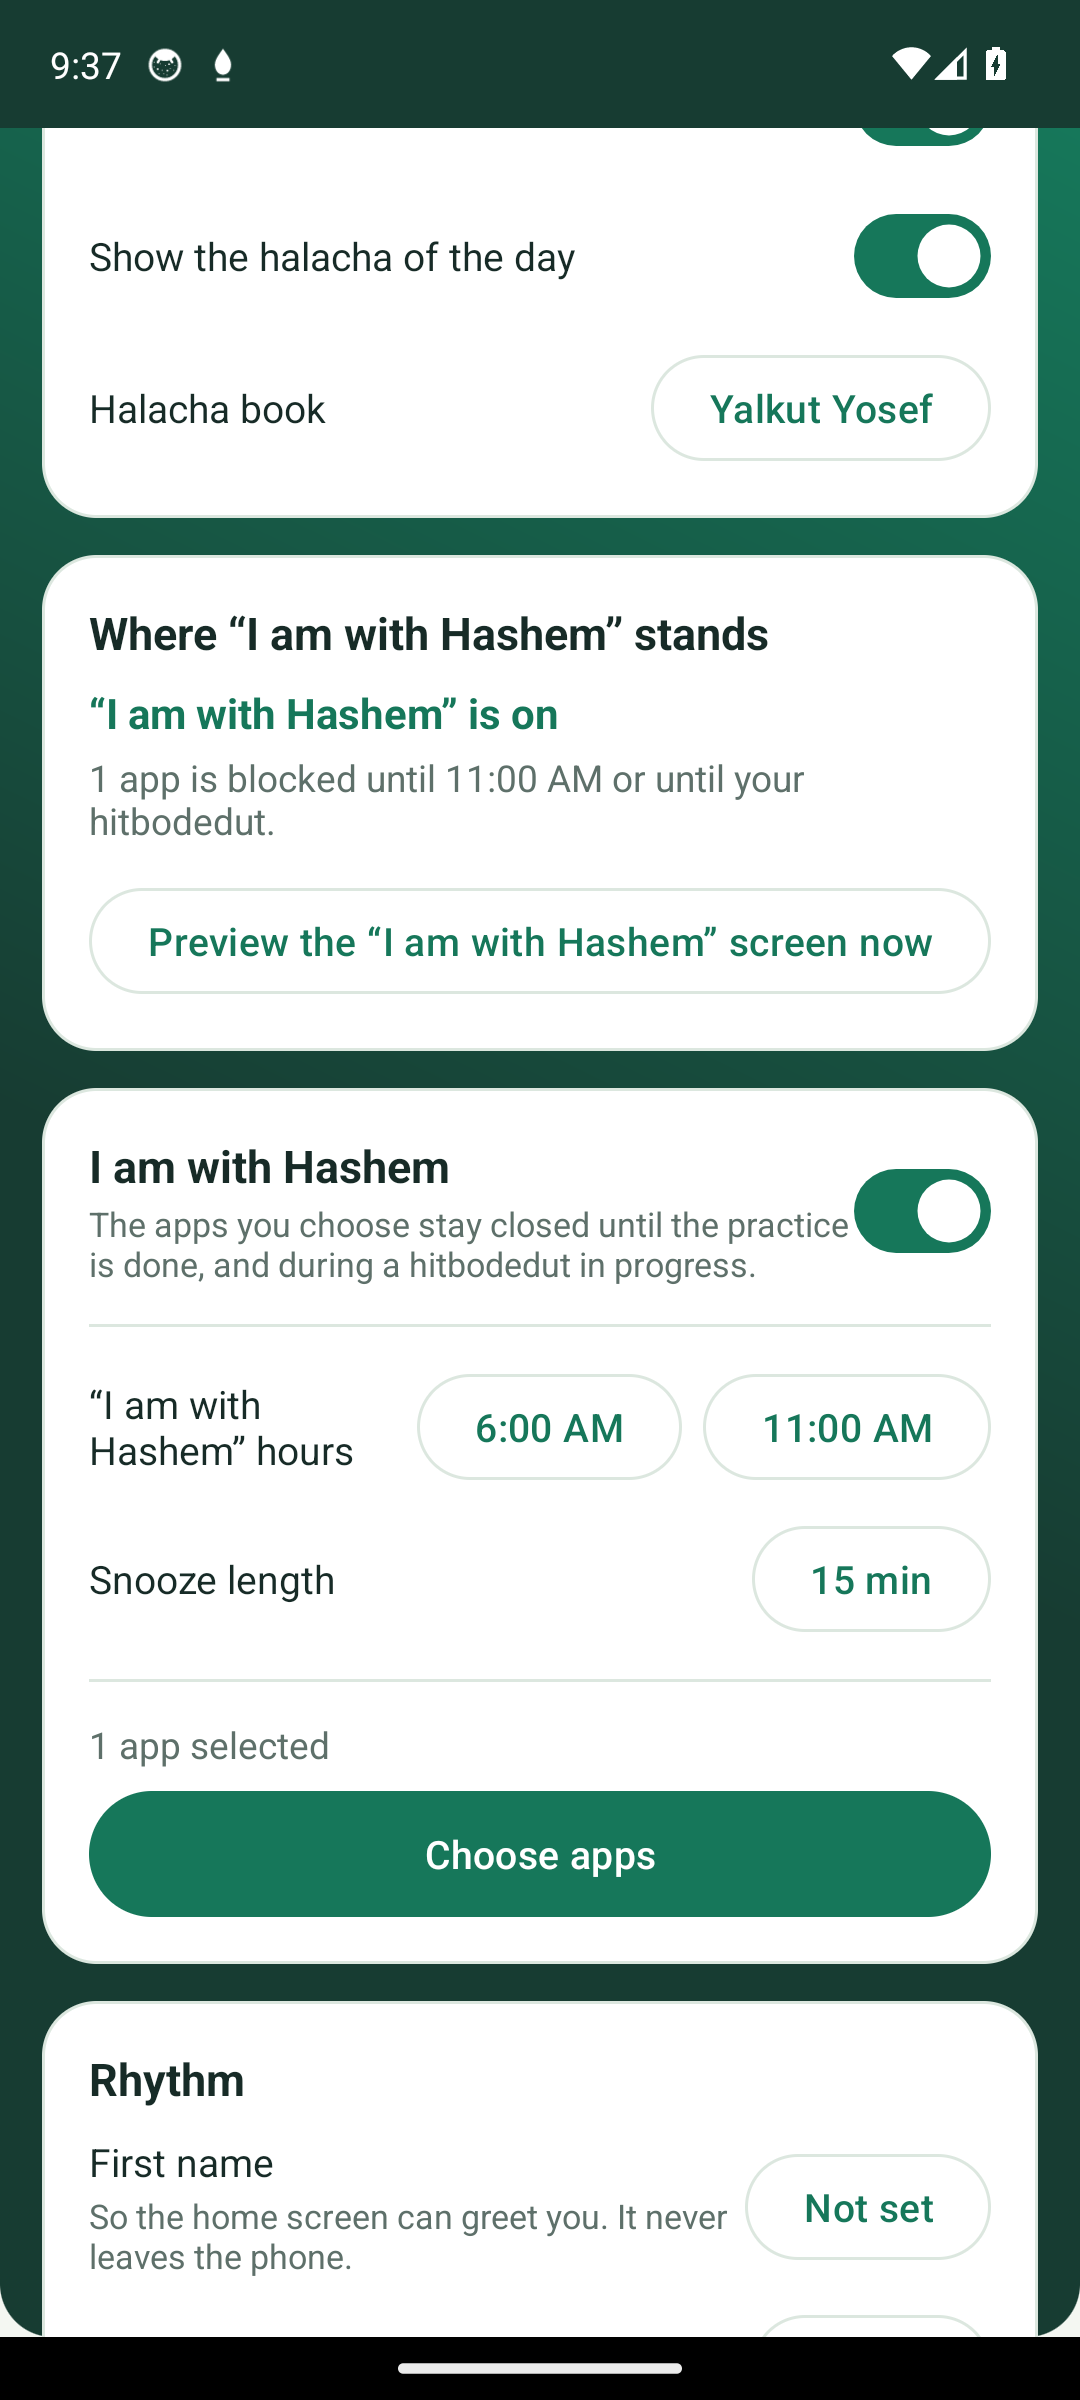 9:37
Show the halacha of the day
Halacha book
Yalkut Yosef
Where “I am with Hashem” stands
“I am with Hashem” is on
1 app is blocked until 11:00 AM or until your
hitbodedut.
Preview the “I am with Hashem” screen now
I am with Hashem
The apps you choose stay closed until the practice
is done, and during a hitbodedut in progress.
“I am with
Hashem” hours
6:00 AM
11:00 AM
Snooze length
15 min
1 app selected
Choose apps
Rhythm
First name
So the home screen can greet you. It never
leaves the phone.
Not set